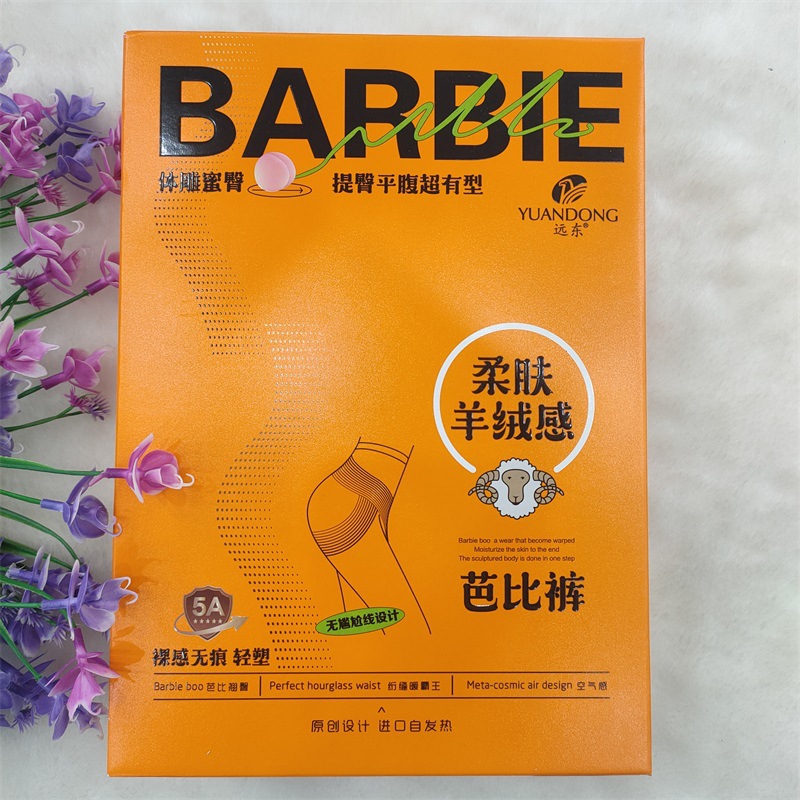 BARBIE
体雕蜜臀 提臀平腹超有型
YUANDONG
远东®
柔肤
羊绒感
Barbie boo a wear that become warped
Moisturize the skin to the end
The sculptured body is done in one step
芭比裤
5A
无尴尬线设计
裸感无痕 轻塑
Barbie boo 芭比翘臀 Perfect hourglass waist 绗缝暖霸王 Meta-cosmic air design 空气感
原创设计 进口自发热